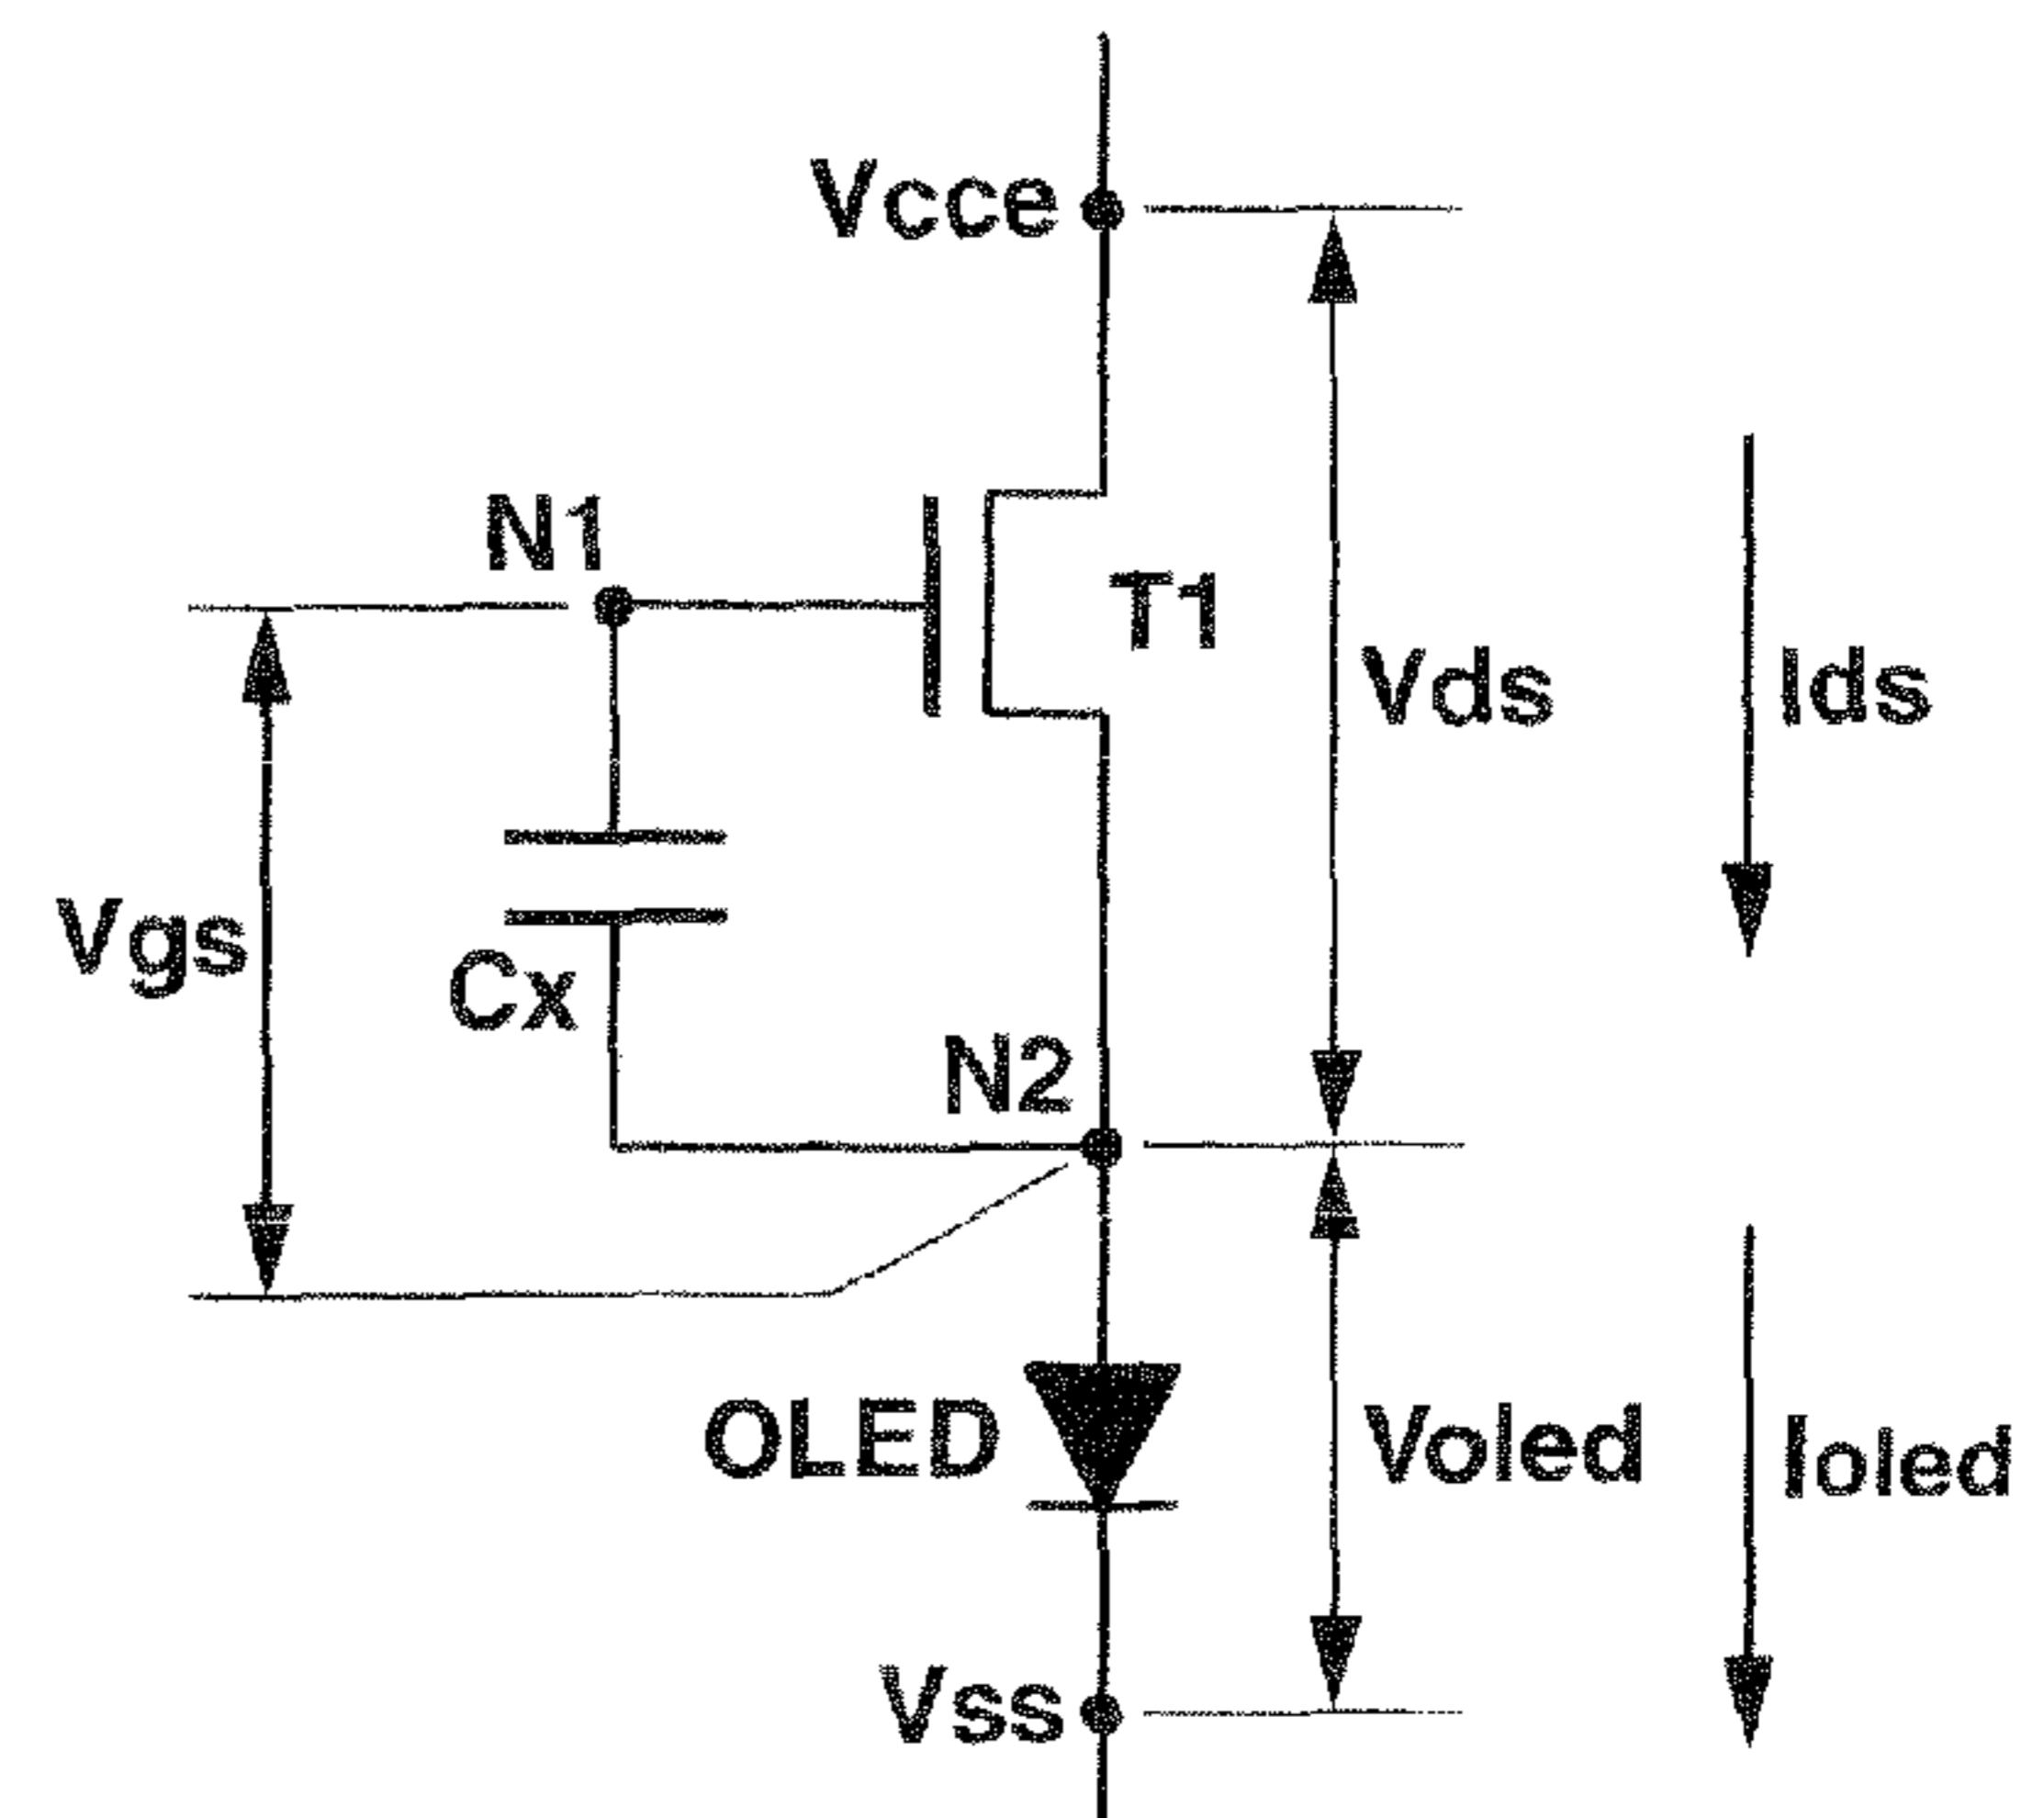 Vcce
N1
T1
Vds
Ids
Vgs
Cx
N2
OLED
Voled
Ioled
Vss